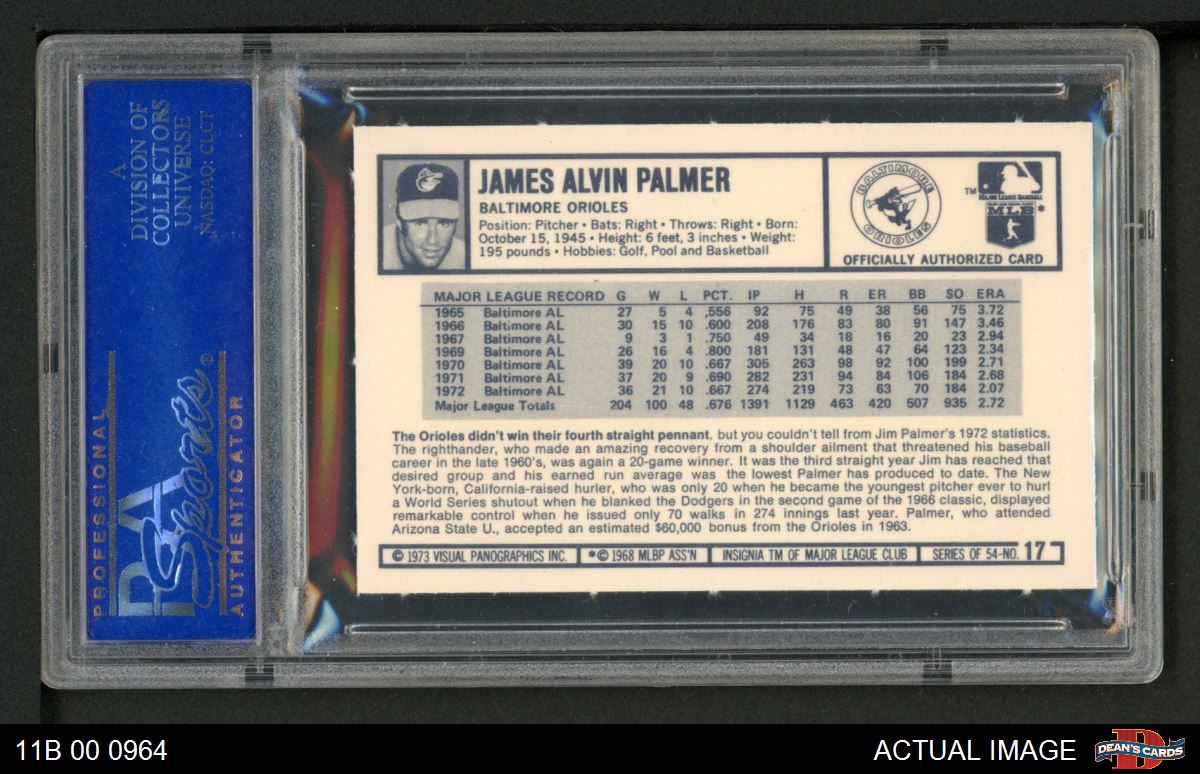 A
DIVISION OF
COLLECTORS
UNIVERSE
NASDAQ: CLCT
PROFESSIONAL
PSA
Sports®
AUTHENTICATOR
JAMES ALVIN PALMER
BALTIMORE ORIOLES
Position: Pitcher • Bats: Right • Throws: Right • Born:
October 15, 1945 • Height: 6 feet, 3 inches • Weight:
195 pounds • Hobbies: Golf, Pool and Basketball
BALTIMORE
ORIOLES
TM
MAJOR LEAGUE BASEBALL
MLB*
OFFICIALLY AUTHORIZED CARD
MAJOR LEAGUE RECORD G W L PCT. IP H R ER BB SO ERA
1965 Baltimore AL 27 5 4 .556 92 75 49 38 56 75 3.72
1966 Baltimore AL 30 15 10 .600 208 176 83 80 91 147 3.46
1967 Baltimore AL 9 3 1 .750 49 34 18 16 20 23 2.94
1969 Baltimore AL 26 16 4 .800 181 131 48 47 64 123 2.34
1970 Baltimore AL 39 20 10 .667 305 263 98 92 100 199 2.71
1971 Baltimore AL 37 20 9 .690 282 231 94 84 106 184 2.68
1972 Baltimore AL 36 21 10 .667 274 219 73 63 70 184 2.07
Major League Totals 204 100 48 .676 1391 1129 463 420 507 935 2.72
The Orioles didn't win their fourth straight pennant, but you couldn't tell from Jim Palmer's 1972 statistics.
The righthander, who made an amazing recovery from a shoulder ailment that threatened his baseball
career in the late 1960's, was again a 20-game winner. It was the third straight year Jim has reached that
desired group and his earned run average was the lowest Palmer has produced to date. The New
York-born, California-raised hurler, who was only 20 when he became the youngest pitcher ever to hurl
a World Series shutout when he blanked the Dodgers in the second game of the 1966 classic, displayed
remarkable control when he issued only 70 walks in 274 innings last year. Palmer, who attended
Arizona State U., accepted an estimated $60,000 bonus from the Orioles in 1963.
© 1973 VISUAL PANOGRAPHICS INC. *© 1968 MLBP ASS'N INSIGNIA TM OF MAJOR LEAGUE CLUB SERIES OF 54-NO. 17
11B 00 0964
ACTUAL IMAGE
DEAN'S CARDS